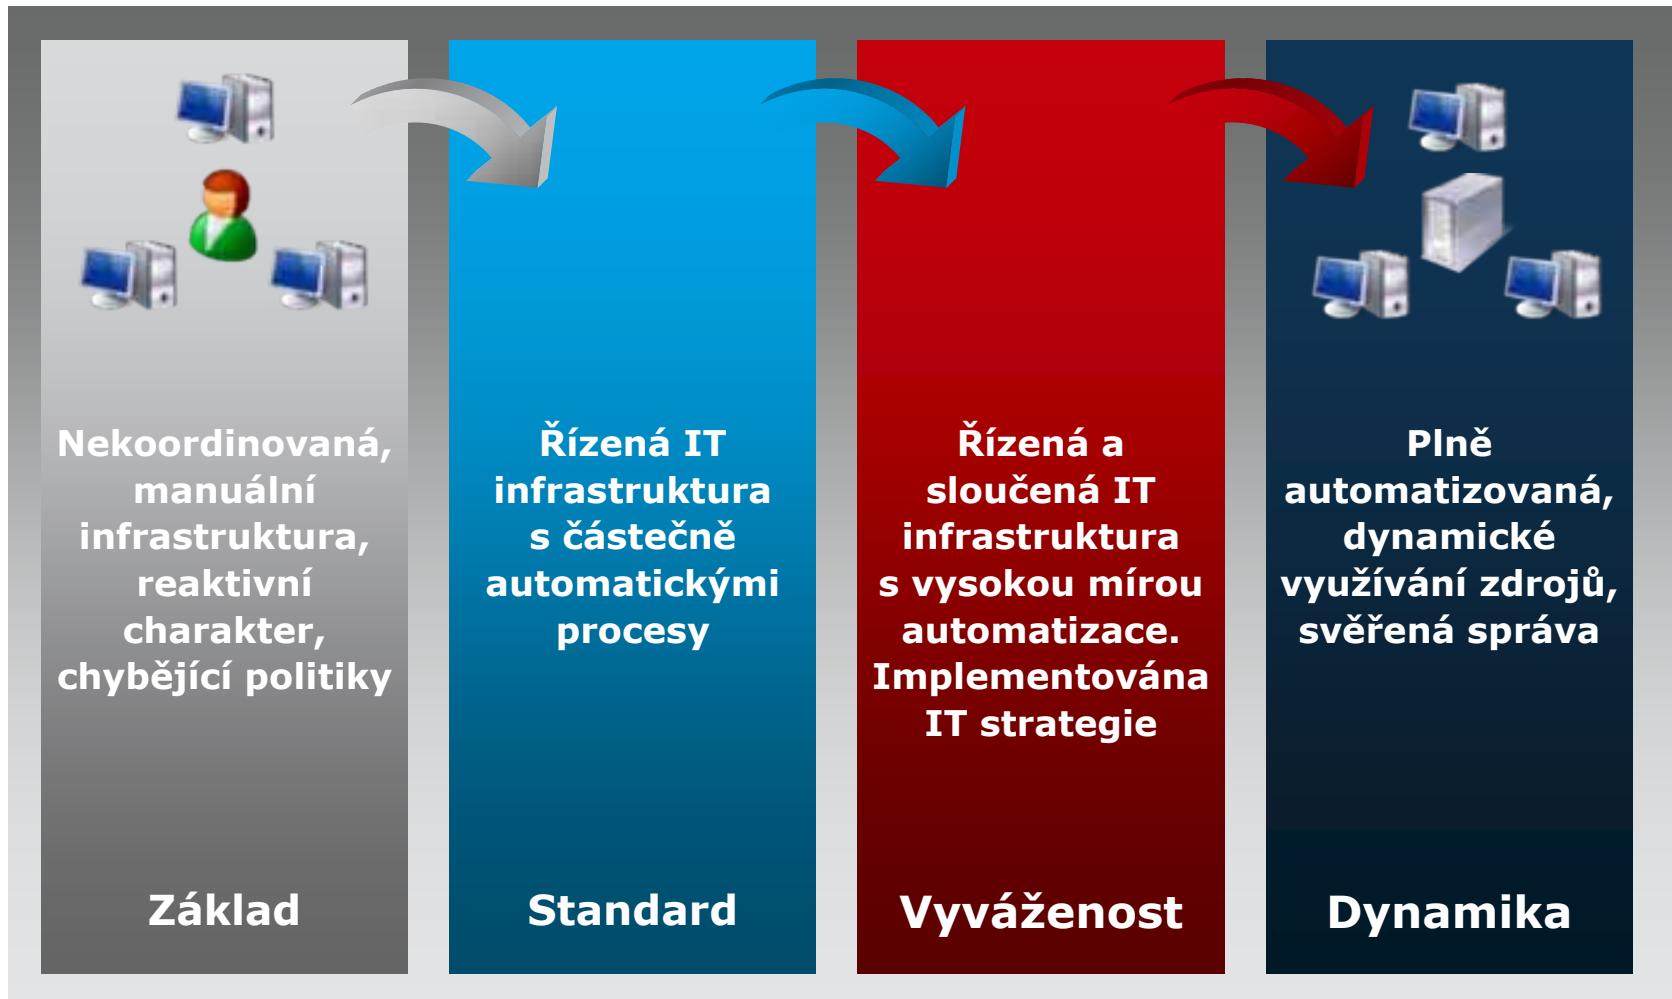 Nekoordinovaná,
manuální
infrastruktura,
reaktivní
charakter,
chybějící politiky
Základ
Řízená IT
infrastruktura
s částečně
automatickými
procesy
Standard
Řízená a
sloučená IT
infrastruktura
s vysokou mírou
automatizace.
Implementována
IT strategie
Vyváženost
Plně
automatizovaná,
dynamické
využívání zdrojů,
svěřená správa
Dynamika